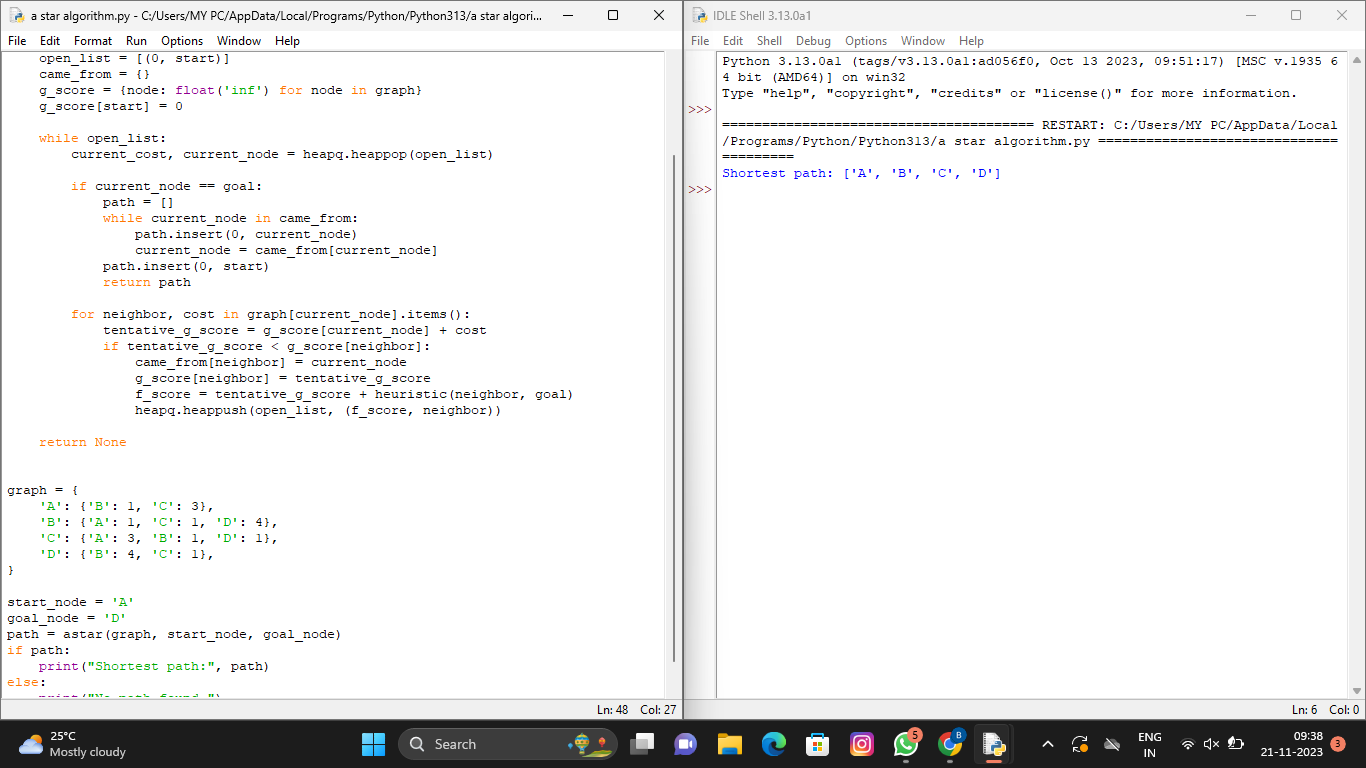 a star algorithm.py - C:/Users/MY PC/AppData/Local/Programs/Python/Python313/a star algori...
File Edit Format Run Options Window Help
    open_list = [(0, start)]
    came_from = {}
    g_score = {node: float('inf') for node in graph}
    g_score[start] = 0

    while open_list:
        current_cost, current_node = heapq.heappop(open_list)

        if current_node == goal:
            path = []
            while current_node in came_from:
                path.insert(0, current_node)
                current_node = came_from[current_node]
            path.insert(0, start)
            return path

        for neighbor, cost in graph[current_node].items():
            tentative_g_score = g_score[current_node] + cost
            if tentative_g_score < g_score[neighbor]:
                came_from[neighbor] = current_node
                g_score[neighbor] = tentative_g_score
                f_score = tentative_g_score + heuristic(neighbor, goal)
                heapq.heappush(open_list, (f_score, neighbor))

    return None


graph = {
    'A': {'B': 1, 'C': 3},
    'B': {'A': 1, 'C': 1, 'D': 4},
    'C': {'A': 3, 'B': 1, 'D': 1},
    'D': {'B': 4, 'C': 1},
}

start_node = 'A'
goal_node = 'D'
path = astar(graph, start_node, goal_node)
if path:
    print("Shortest path:", path)
else:
    print("No path found.")
Ln: 48 Col: 27
IDLE Shell 3.13.0a1
File Edit Shell Debug Options Window Help
Python 3.13.0a1 (tags/v3.13.0a1:ad056f0, Oct 13 2023, 09:51:17) [MSC v.1935 6
4 bit (AMD64)] on win32
Type "help", "copyright", "credits" or "license()" for more information.
>>>
======================================= RESTART: C:/Users/MY PC/AppData/Local
/Programs/Python/Python313/a star algorithm.py ==============================
=========
Shortest path: ['A', 'B', 'C', 'D']
>>>
Ln: 6 Col: 0
25°C
Mostly cloudy
Search
5
B
ENG
IN
09:38
21-11-2023
3